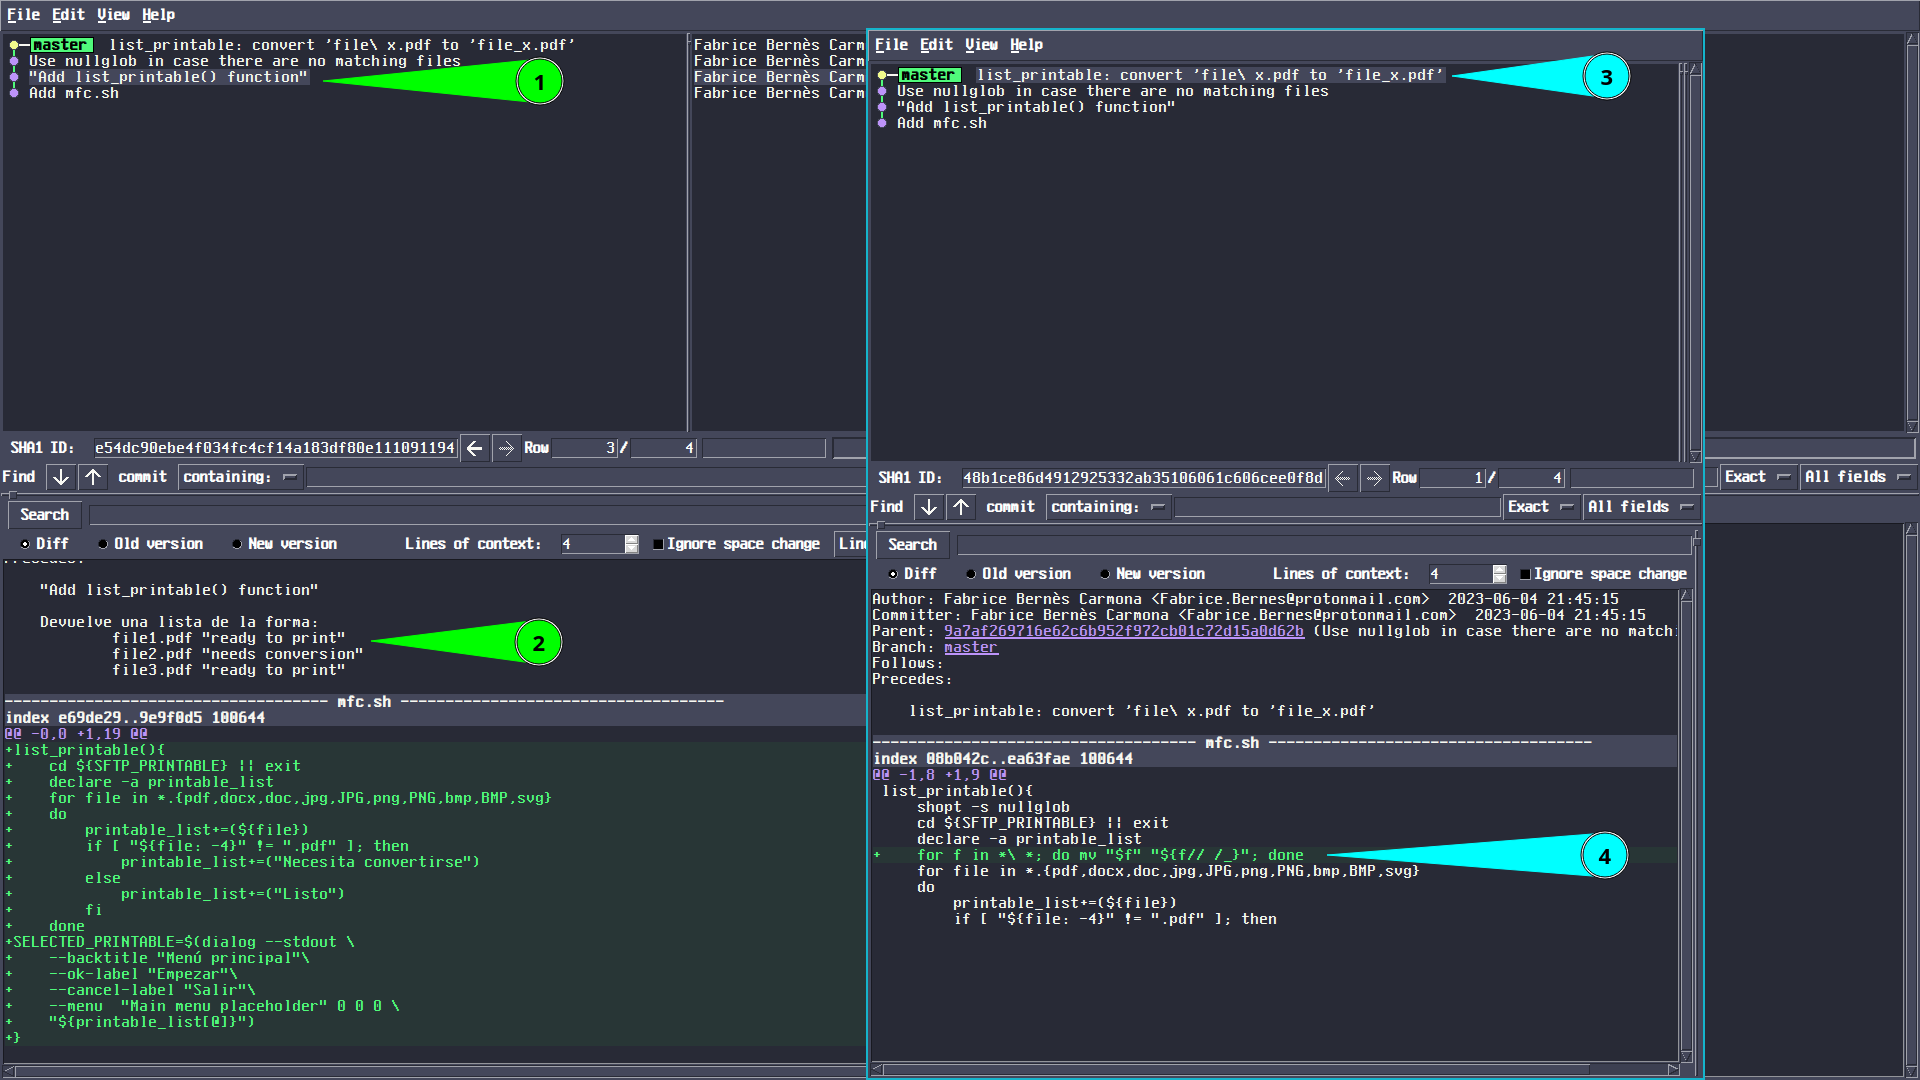 File Edit View Help
master list_printable: convert 'file\ x.pdf to 'file_x.pdf'
Use nullglob in case there are no matching files
"Add list_printable() function"
Add mfc.sh
1
Fabrice Bernès Carm
Fabrice Bernès Carm
Fabrice Bernès Carm
Fabrice Bernès Carm
SHA1 ID: e54dc90ebe4f034fc4cf14a183df80e111091194 Row 3 / 4
Find commit containing:
Exact All fields
Search
Diff Old version New version Lines of context: 4 Ignore space change
"Add list_printable() function"
Devuelve una lista de la forma:
file1.pdf "ready to print"
file2.pdf "needs conversion"
file3.pdf "ready to print"
2
------------------------------------ mfc.sh ------------------------------------
index e69de29..9e9f0d5 100644
@@ -0,0 +1,19 @@
+list_printable(){
+    cd ${SFTP_PRINTABLE} || exit
+    declare -a printable_list
+    for file in *.{pdf,docx,doc,jpg,JPG,png,PNG,bmp,BMP,svg}
+    do
+        printable_list+=(${file})
+        if [ "${file: -4}" != ".pdf" ]; then
+            printable_list+=("Necesita convertirse")
+        else
+            printable_list+=("Listo")
+        fi
+    done
+SELECTED_PRINTABLE=$(dialog --stdout \
+    --backtitle "Menú principal"\
+    --ok-label "Empezar"\
+    --cancel-label "Salir"\
+    --menu  "Main menu placeholder" 0 0 0 \
+    "${printable_list[@]}")
+}
File Edit View Help
master list_printable: convert 'file\ x.pdf to 'file_x.pdf'
Use nullglob in case there are no matching files
"Add list_printable() function"
Add mfc.sh
3
SHA1 ID: 48b1ce86d4912925332ab35106061c606cee0f8d Row 1 / 4
Find commit containing: Exact All fields
Search
Diff Old version New version Lines of context: 4 Ignore space change
Author: Fabrice Bernès Carmona <Fabrice.Bernes@protonmail.com>  2023-06-04 21:45:15
Committer: Fabrice Bernès Carmona <Fabrice.Bernes@protonmail.com>  2023-06-04 21:45:15
Parent: 9a7af269716e62c6b952f972cb01c72d15a0d62b (Use nullglob in case there are no matchi
Branch: master
Follows:
Precedes:
list_printable: convert 'file\ x.pdf to 'file_x.pdf'
------------------------------------ mfc.sh ------------------------------------
index 08b042c..ea63fae 100644
@@ -1,8 +1,9 @@
list_printable(){
shopt -s nullglob
cd ${SFTP_PRINTABLE} || exit
declare -a printable_list
+    for f in *\ *; do mv "$f" "${f// /_}"; done
for file in *.{pdf,docx,doc,jpg,JPG,png,PNG,bmp,BMP,svg}
do
printable_list+=(${file})
if [ "${file: -4}" != ".pdf" ]; then
4